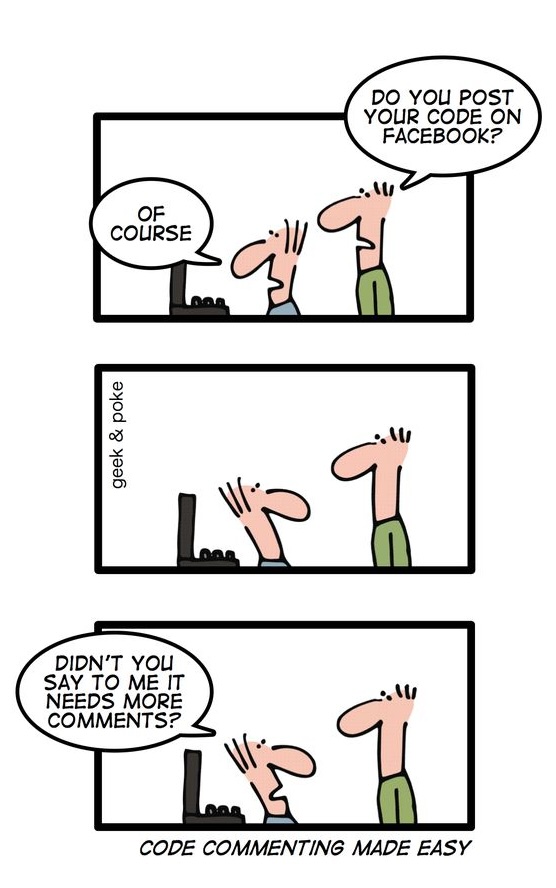 DO YOU POST
YOUR CODE ON
FACEBOOK?
OF
COURSE
geek & poke
DIDN'T YOU
SAY TO ME IT
NEEDS MORE
COMMENTS?
CODE COMMENTING MADE EASY